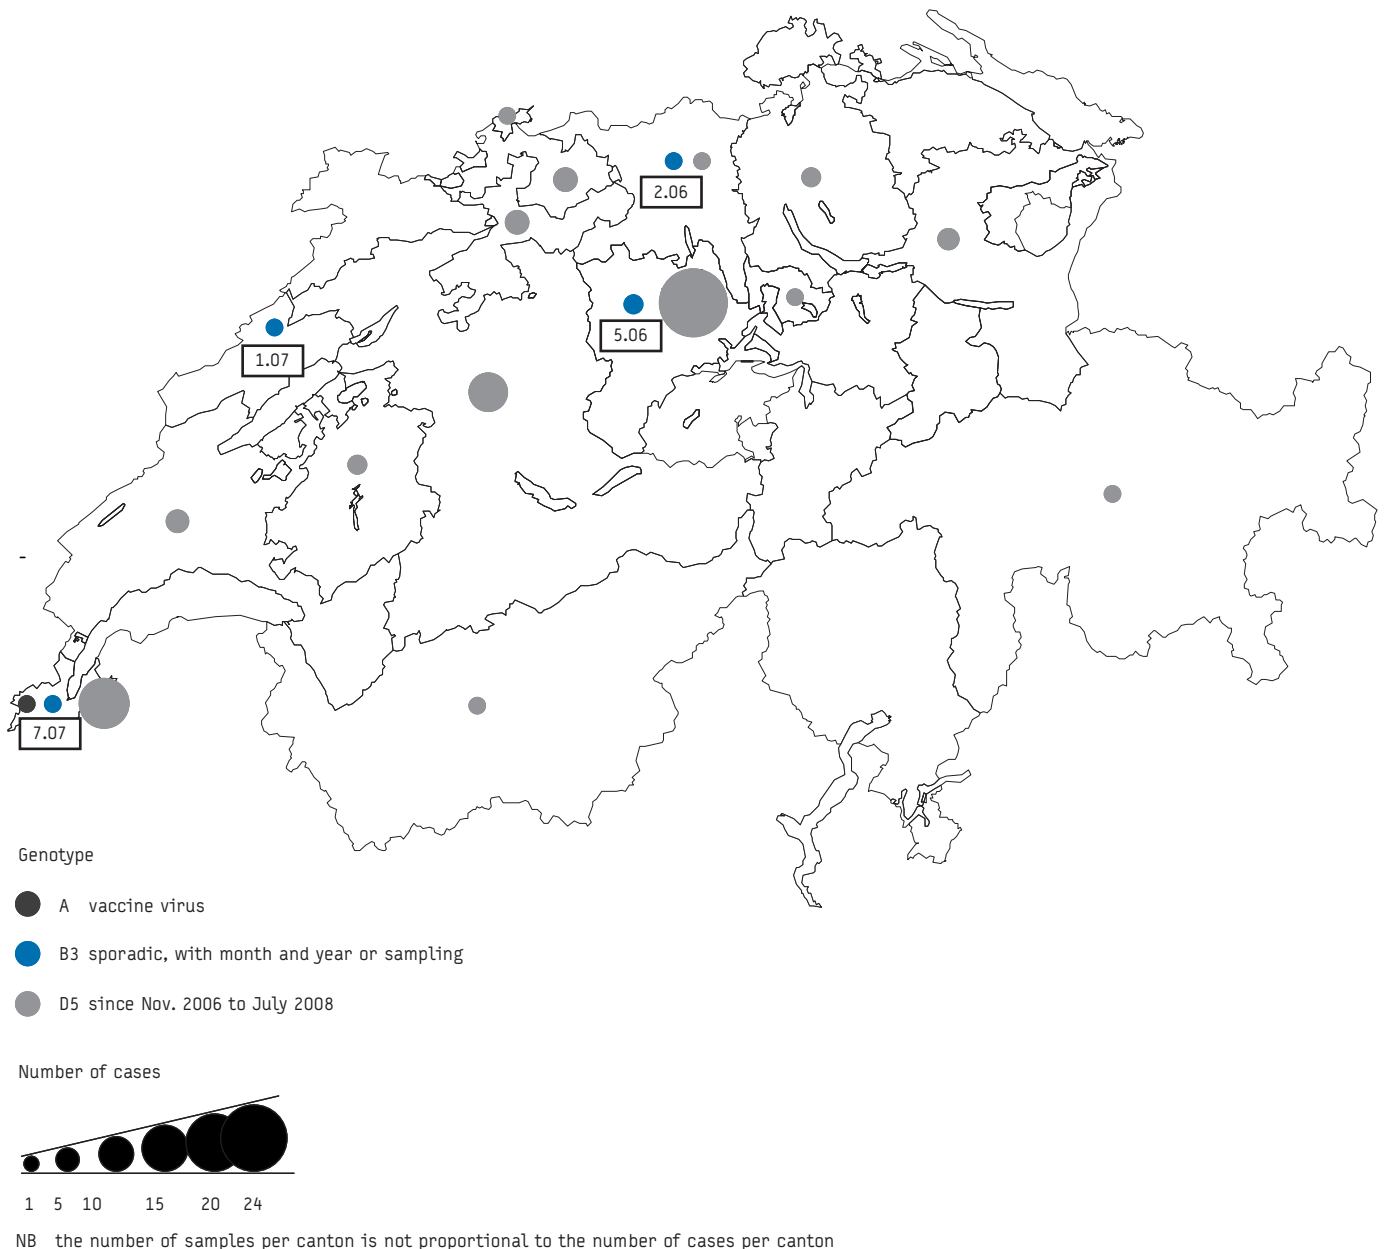 2.06
5.06
1.07
-
7.07
Genotype
A vaccine virus
B3 sporadic, with month and year or sampling
D5 since Nov. 2006 to July 2008
Number of cases
1 5 10 15 20 24
NB the number of samples per canton is not proportional to the number of cases per canton